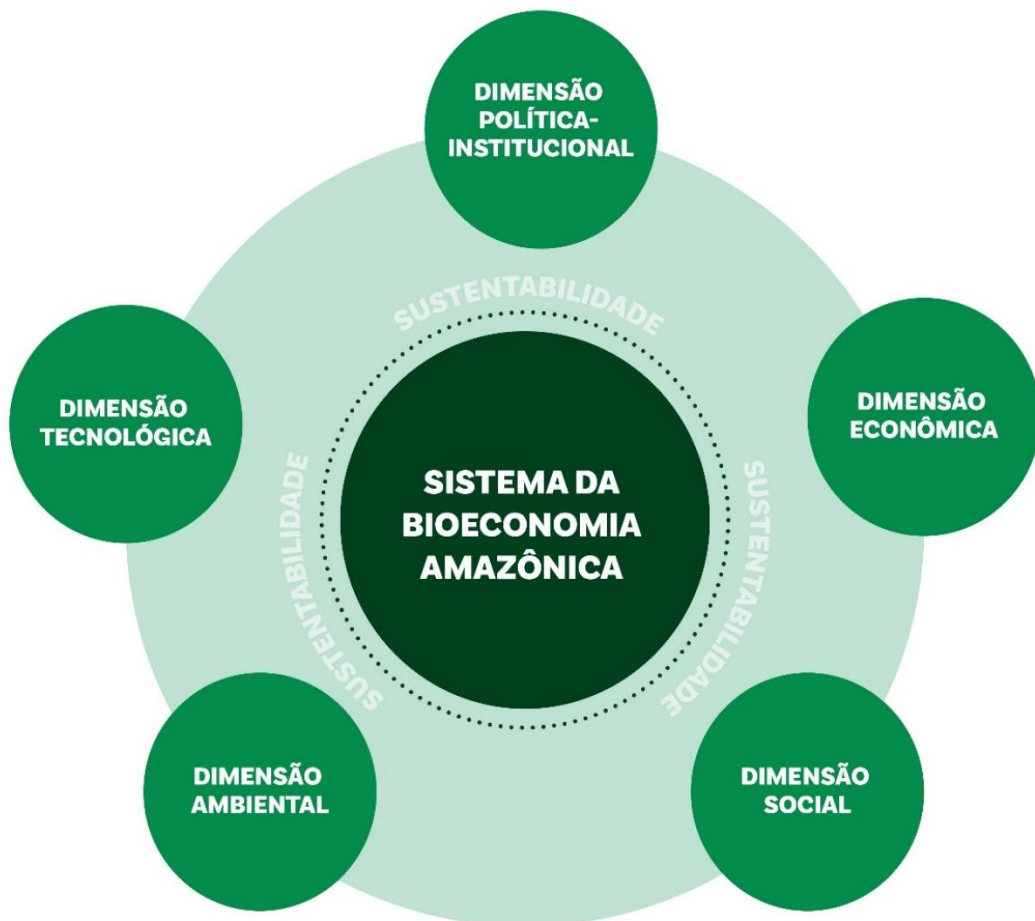 DIMENSÃO
POLÍTICA-
INSTITUCIONAL
SUSTENTABILIDADE
DIMENSÃO
TECNOLÓGICA
DIMENSÃO
ECONÔMICA
SUSTENTABILIDADE
SISTEMA DA
BIOECONOMIA
AMAZÔNICA
SUSTENTABILIDADE
DIMENSÃO
AMBIENTAL
DIMENSÃO
SOCIAL